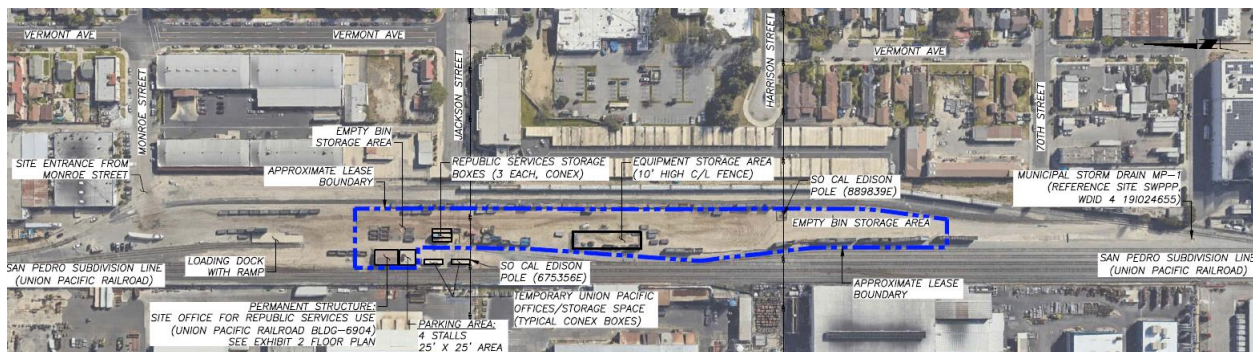 VERMONT AVE
MONROE STREET
JACKSON STREET
HARRISON STREET
VERMONT AVE
70TH STREET
SITE ENTRANCE FROM
MONROE STREET
EMPTY BIN
STORAGE AREA
APPROXIMATE LEASE
BOUNDARY
REPUBLIC SERVICES STORAGE
BOXES (3 EACH, CONEX)
EQUIPMENT STORAGE AREA
(10' HIGH C/L FENCE)
SO CAL EDISON
POLE (889839E)
MUNICIPAL STORM DRAIN MP-1
(REFERENCE SITE SWPPP,
WDID 4 19I024655)
EMPTY BIN STORAGE AREA
SAN PEDRO SUBDIVISION LINE
(UNION PACIFIC RAILROAD)
LOADING DOCK
WITH RAMP
SO CAL EDISON
POLE (675356E)
SAN PEDRO SUBDIVISION LINE
(UNION PACIFIC RAILROAD)
PERMANENT STRUCTURE:
SITE OFFICE FOR REPUBLIC SERVICES USE
(UNION PACIFIC RAILROAD BLDG-6904)
SEE EXHIBIT 2 FLOOR PLAN
PARKING AREA:
4 STALLS
25' X 25' AREA
TEMPORARY UNION PACIFIC
OFFICES/STORAGE SPACE
(TYPICAL CONEX BOXES)
APPROXIMATE LEASE
BOUNDARY